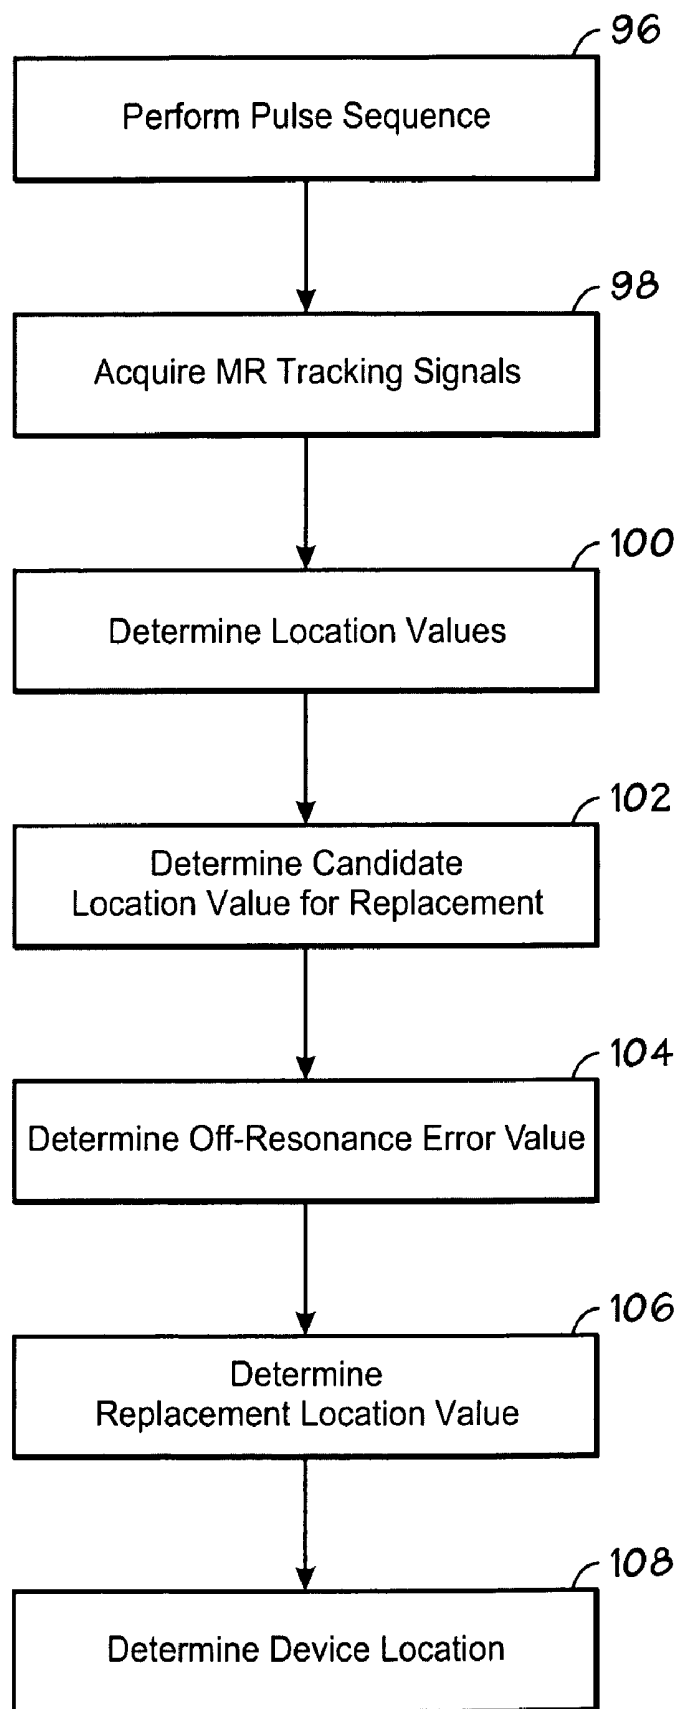 96
Perform Pulse Sequence
98
Acquire MR Tracking Signals
100
Determine Location Values
102
Determine Candidate
Location Value for Replacement
104
Determine Off-Resonance Error Value
106
Determine
Replacement Location Value
108
Determine Device Location